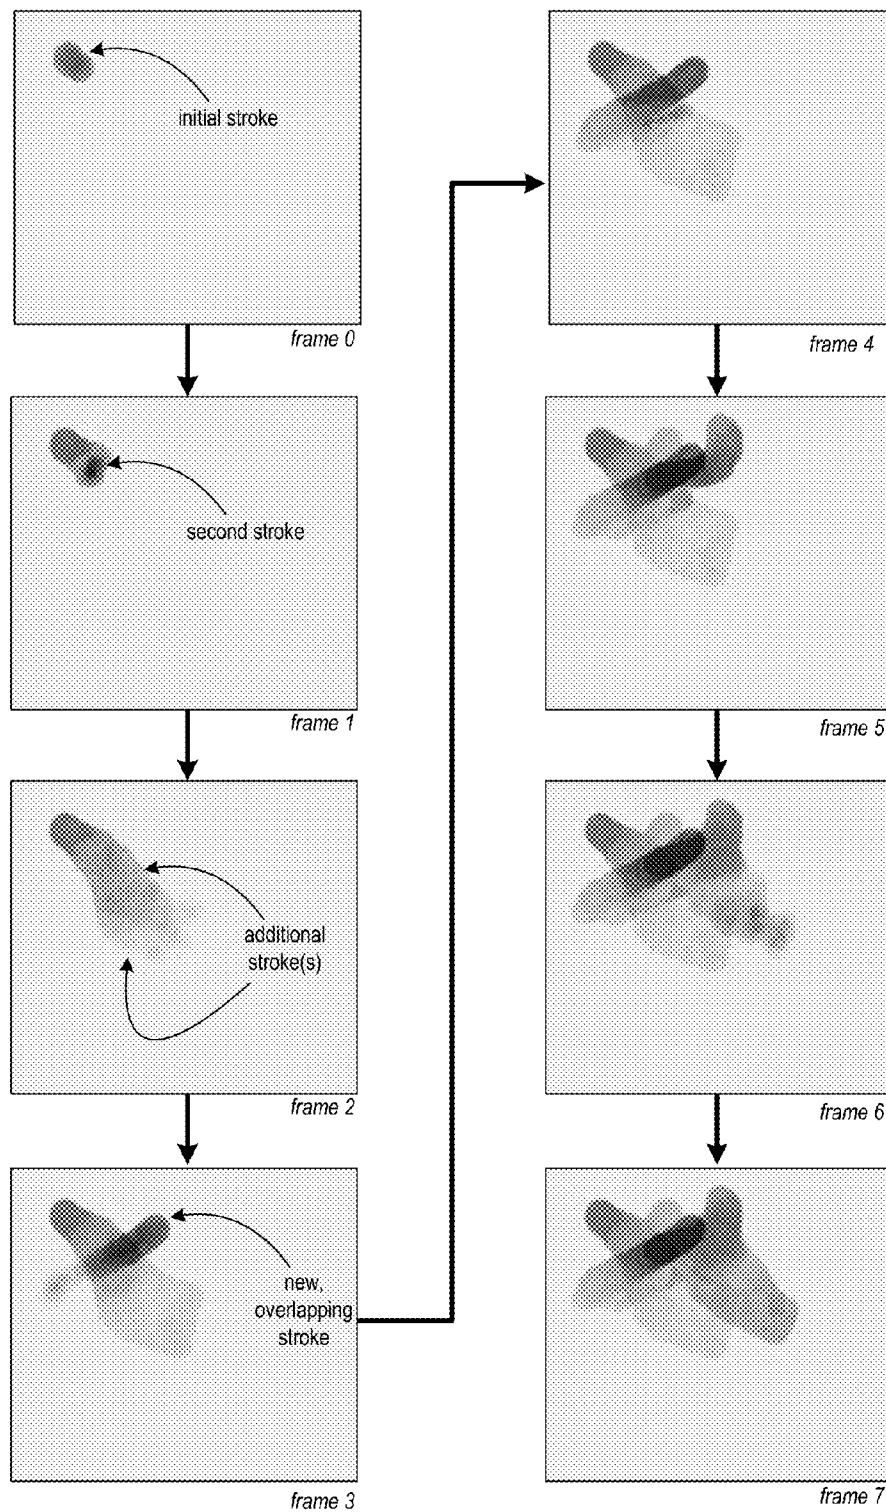 initial stroke
frame 0
second stroke
frame 1
additional
stroke(s)
frame 2
new,
overlapping
stroke
frame 3
frame 4
frame 5
frame 6
frame 7